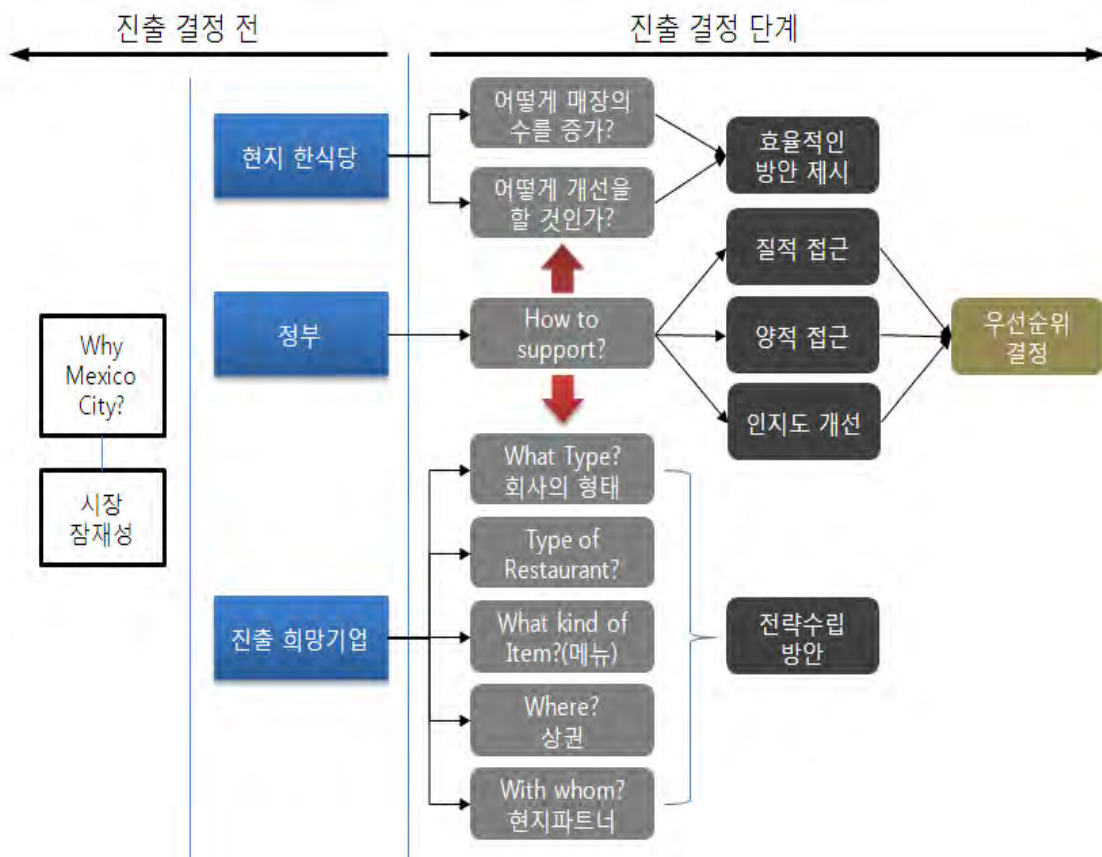 진출 결정 전
진출 결정 단계
Why
Mexico
City?
시장
잠재성
현지 한식당
정부
진출 희망기업
어떻게 매장의
수를 증가?
어떻게 개선을
할 것인가?
How to
support?
What Type?
회사의 형태
Type of
Restaurant?
What kind of
Item?(메뉴)
Where?
상권
With whom?
현지파트너
효율적인
방안 제시
질적 접근
양적 접근
인지도 개선
전략수립
방안
우선순위
결정